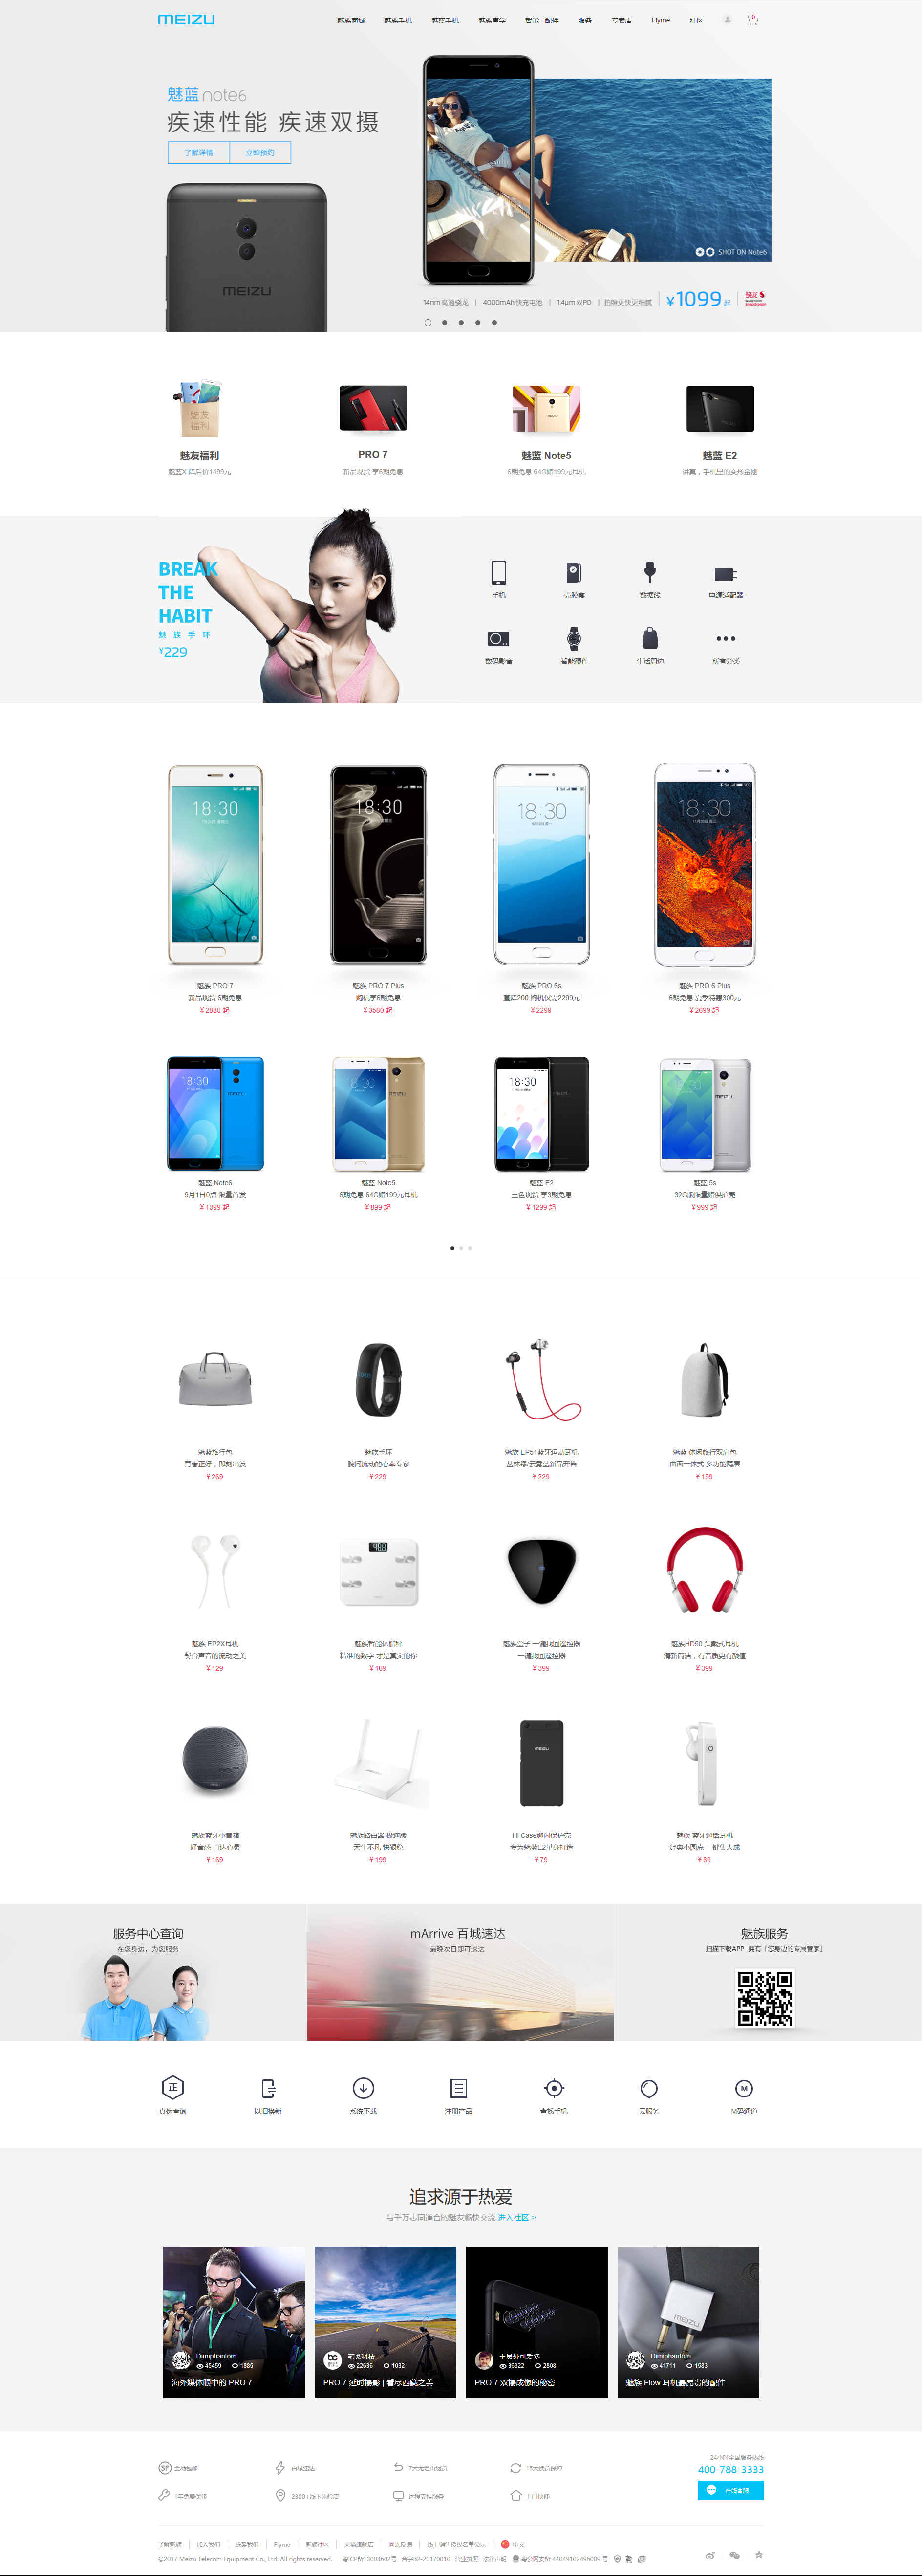 MEIZU
魅族商城 魅族手机 魅蓝手机 魅族声学 智能 · 配件 服务 专卖店 Flyme 社区 0
魅蓝 note6
疾速性能 疾速双摄
了解详情 立即预约
MEIZU
SHOT ON Note6
14nm 高通骁龙 | 4000mAh 快充电池 | 1.4μm 双PD | 拍照更快更细腻 ¥1099 起 骁龙
魅友福利
魅友福利 PRO 7 魅蓝 Note5 魅蓝 E2
魅蓝X 降后价1499元 新品现货 享6期免息 6期免息 64G赠199元耳机 讲真，手机里的变形金刚
BREAK
THE
HABIT
魅族手环
¥229
手机 壳膜套 数据线 电源适配器
数码影音 智能硬件 生活周边 所有分类
18:30 18:30 18:30 18:30
魅族 PRO 7 魅族 PRO 7 Plus 魅族 PRO 6s 魅族 PRO 6 Plus
新品现货 6期免息 购机享6期免息 直降200 购机仅需2299元 6期免息 夏季特惠300元
¥ 2880 起 ¥ 3580 起 ¥ 2299 ¥ 2699 起
18:30 MEIZU 18:30 MEIZU 18:30 MEIZU 18:30 MEIZU
魅蓝 Note6 魅蓝 Note5 魅蓝 E2 魅蓝 5s
9月1日0点 限量首发 6期免息 64G赠199元耳机 三色现货 享3期免息 32G版限量赠保护壳
¥ 1099 起 ¥ 899 起 ¥ 1299 起 ¥ 999 起
魅蓝旅行包 魅族手环 魅族 EP51蓝牙运动耳机 魅蓝 休闲旅行双肩包
青春正好，即刻出发 腕间流动的心率专家 丛林绿/云雾蓝新品开售 曲面一体式 多功能隔层
¥ 269 ¥ 229 ¥ 229 ¥ 199
魅族 EP2X耳机 魅族智能体脂秤 魅族盒子 一键找回遥控器 魅族HD50 头戴式耳机
契合声音的流动之美 精准的数字 才是真实的你 一键找回遥控器 清新简洁，有音质更有颜值
¥ 129 ¥ 169 ¥ 399 ¥ 399
MEIZU
魅族蓝牙小音箱 魅族路由器 极速版 Hi Case趣闪保护壳 魅族 蓝牙通话耳机
好音感 直达心灵 天生不凡 快狠稳 专为魅蓝E2量身打造 经典小圆点 一键集大成
¥ 169 ¥ 199 ¥ 79 ¥ 89
服务中心查询 mArrive 百城速达 魅族服务
在您身边，为您服务 最晚次日即可送达 扫描下载APP 拥有「您身边的专属管家」
正 M
真伪查询 以旧换新 系统下载 注册产品 查找手机 云服务 M码通道
追求源于热爱
与千万志同道合的魅友畅快交流 进入社区 >
MEIZU
Dimiphantom 笔戈科技 王员外可爱多 Dimiphantom
45459 1885 22636 1032 36322 2808 41711 1583
海外媒体眼中的 PRO 7 PRO 7 延时摄影 | 看尽西藏之美 PRO 7 双摄成像的秘密 魅族 Flow 耳机最昂贵的配件
全场包邮 百城速达 7天无理由退货 15天换货保障
1年免费保修 2300+线下体验店 远程支持服务 上门快修
24小时全国服务热线
400-788-3333
在线客服
了解魅族 加入我们 联系我们 Flyme 魅族社区 天猫旗舰店 问题反馈 线上销售授权名单公示 中文
©2017 Meizu Telecom Equipment Co., Ltd. All rights reserved. 粤ICP备13003602号 合字B2-20170010 营业执照 法律声明 粤公网安备 44049102496009 号